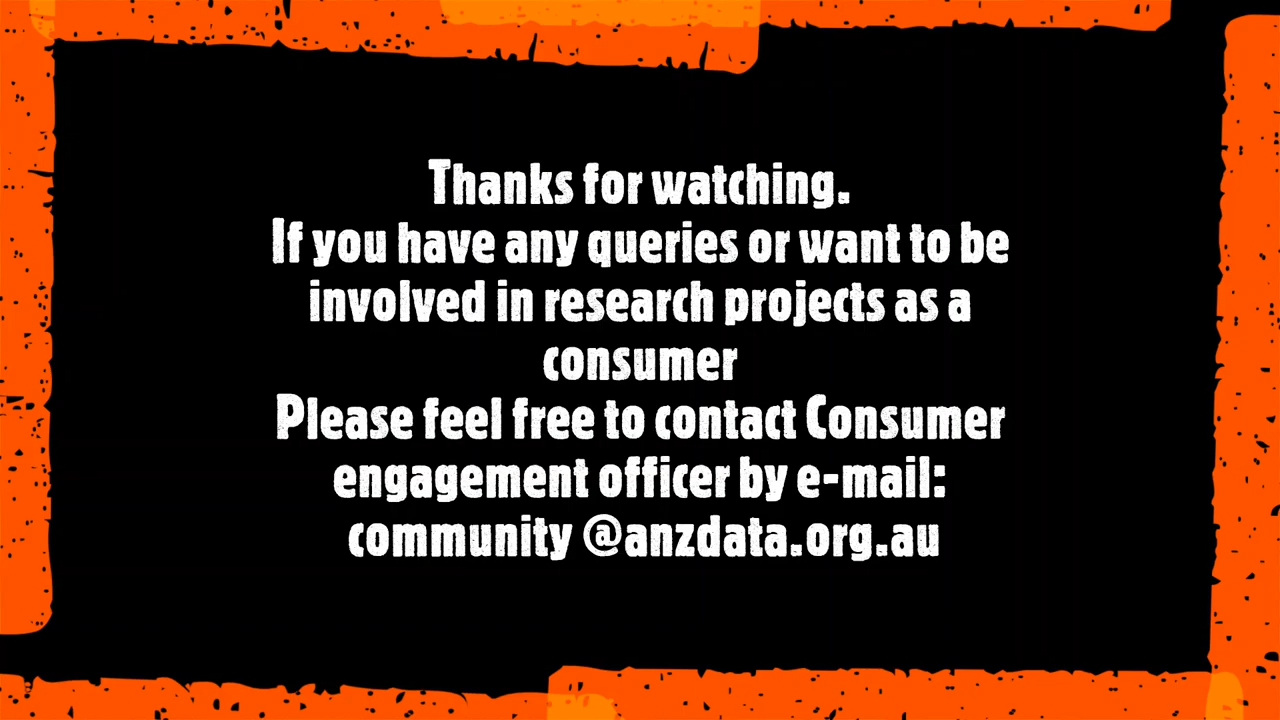 Thanks for watching.
If you have any queries or want to be
involved in research projects as a
consumer
Please feel free to contact Consumer
engagement officer by e-mail:
community @anzdata.org.au